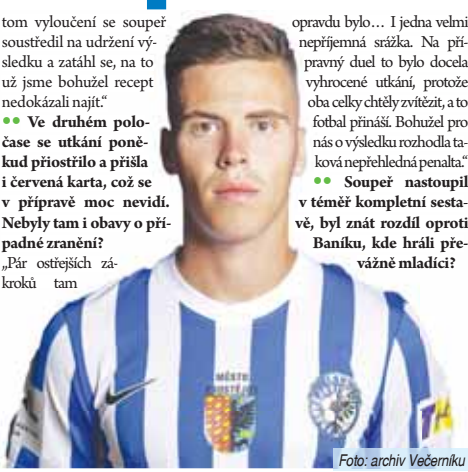 tom vyloučení se soupeř
soustředil na udržení vý-
sledku a zatáhl se, na to
už jsme bohužel recept
nedokázali najít.“
•• Ve druhém polo-
čase se utkání poně-
kud přiostřilo a přišla
i červená karta, což se
v přípravě moc nevidí.
Nebyly tam i obavy o pří-
padné zranění?
„Pár ostřejších zá-
kroků tam
opravdu bylo… I jedna velmi
nepříjemná srážka. Na pří-
pravný duel to bylo docela
vyhrocené utkání, protože
oba celky chtěly zvítězit, a to
fotbal přináší. Bohužel pro
nás o výsledku rozhodla ta-
ková nepřehledná penalta.“
•• Soupeř nastoupil
v téměř kompletní sesta-
vě, byl znát rozdíl oproti
Baníku, kde hráli pře-
vážně mladíci?
MĚSTO
Foto: archiv Večerníku